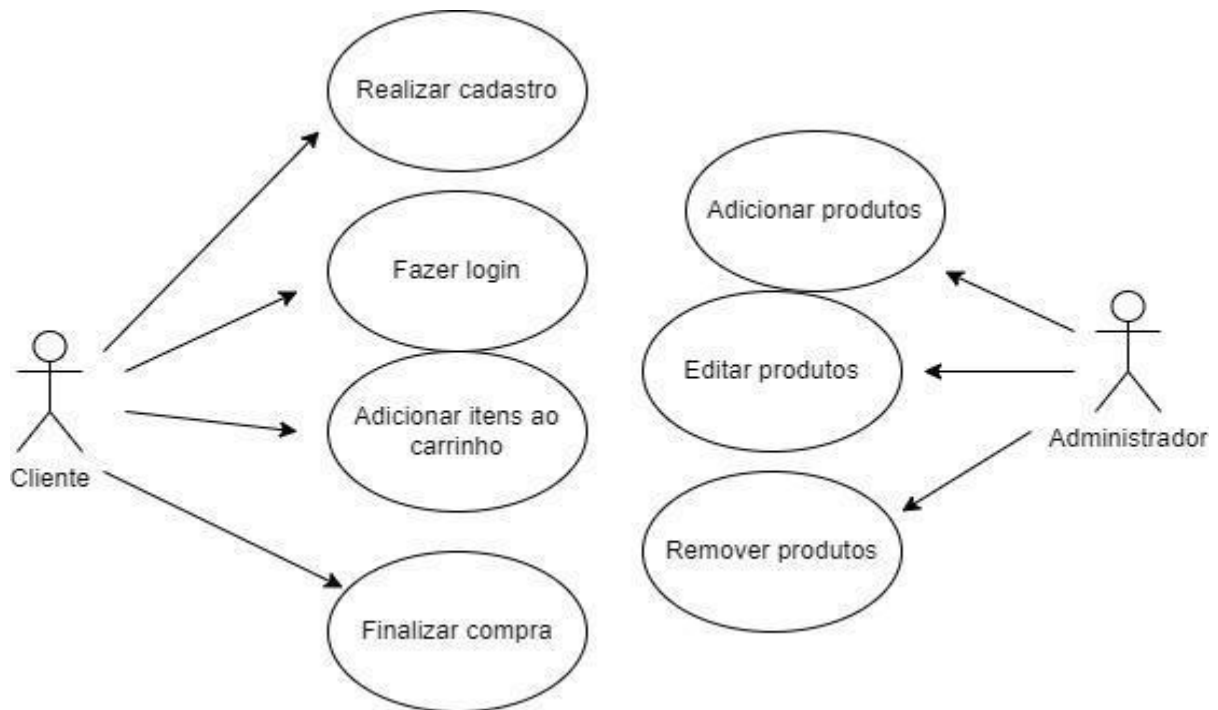 Realizar cadastro
Fazer login
Adicionar itens ao
carrinho
Finalizar compra
Cliente
Adicionar produtos
Editar produtos
Remover produtos
Administrador